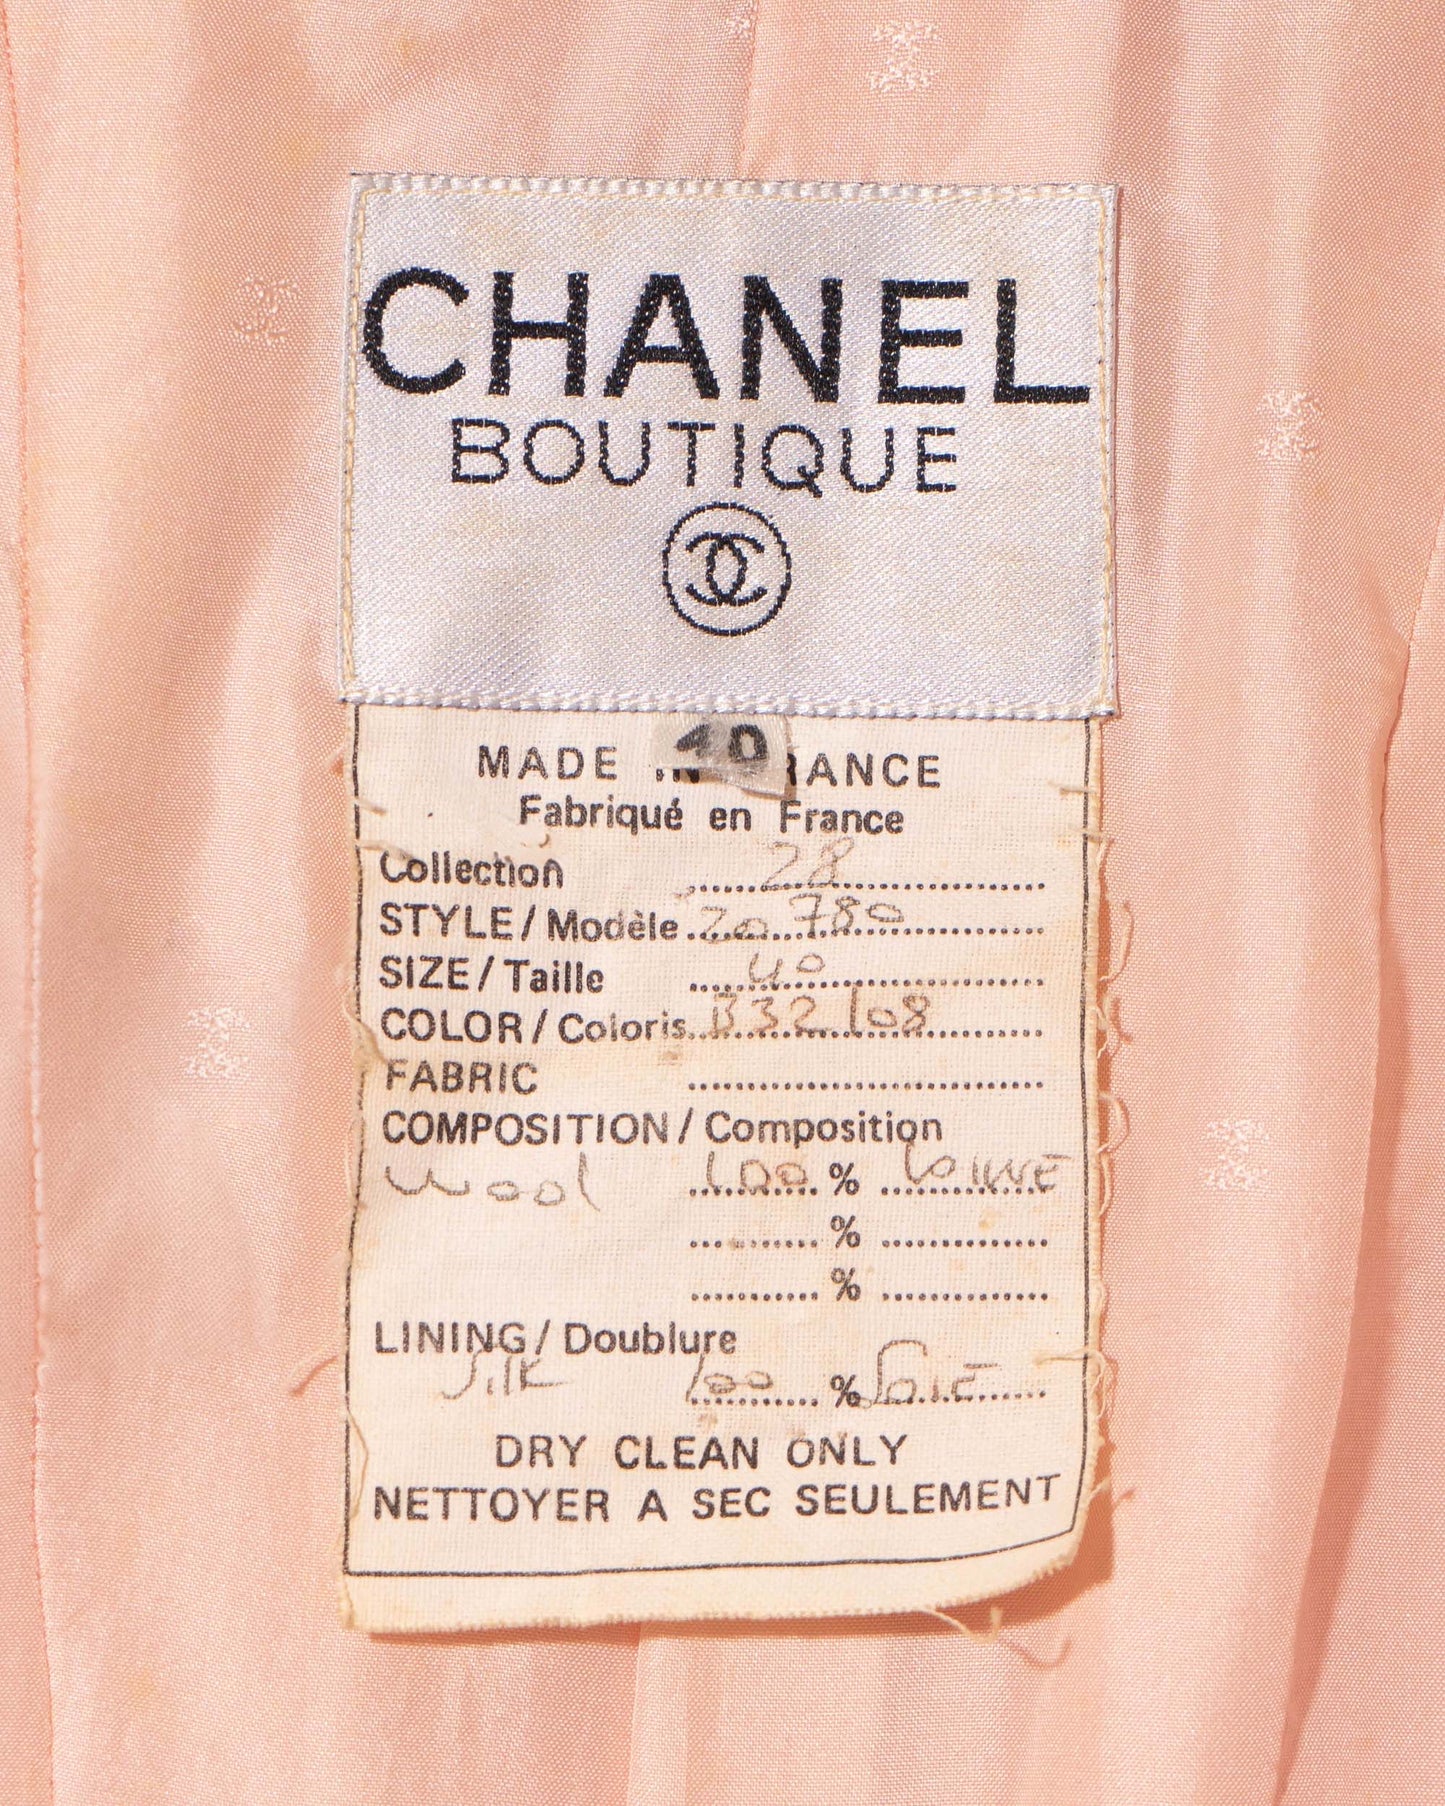 CHANEL
BOUTIQUE
40
MADE IN FRANCE
Fabriqué en France
Collection 28
STYLE / Modèle 20780
SIZE / Taille 40
COLOR / Coloris B32108
FABRIC
COMPOSITION / Composition
Wool 100 % LAINE
%
%
LINING / Doublure
Silk 100 % SOIE
DRY CLEAN ONLY
NETTOYER A SEC SEULEMENT